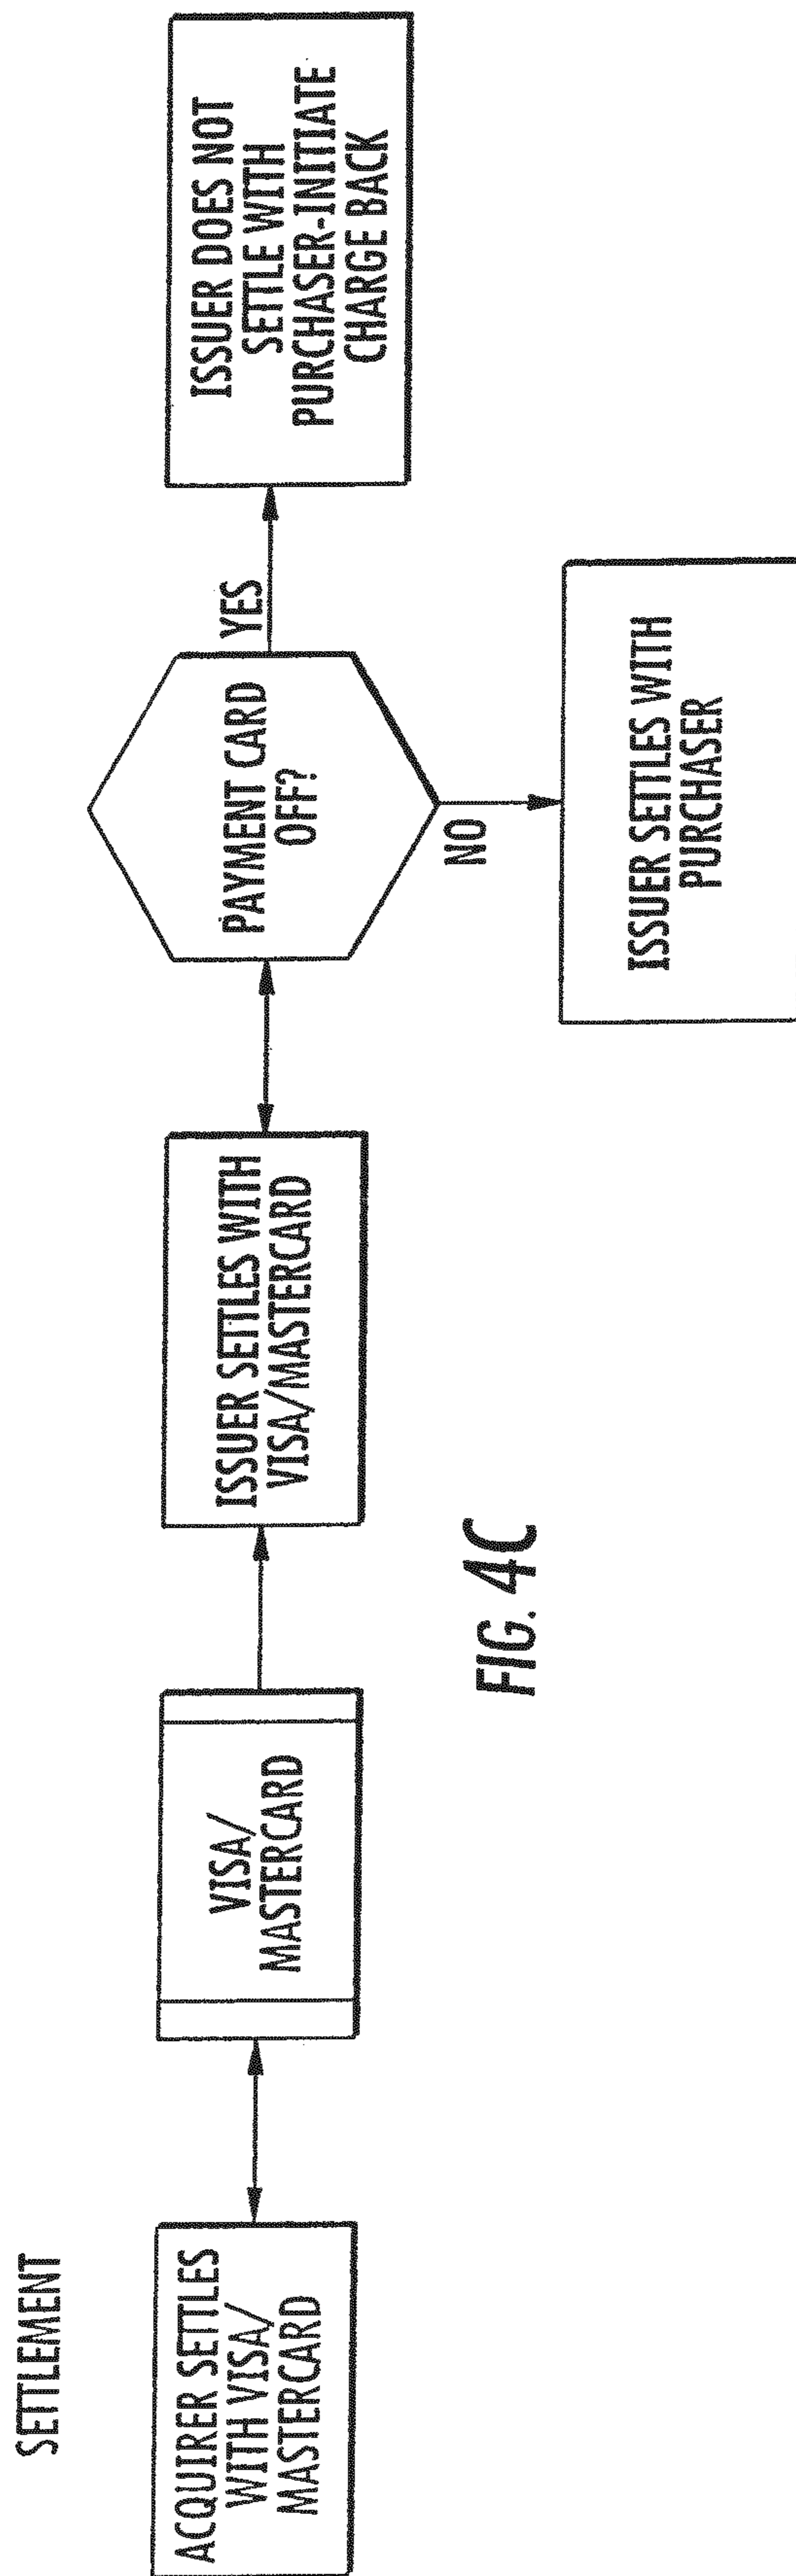 SETTLEMENT
ACQUIRER SETTLES
WITH VISA/
MASTERCARD
VISA/
MASTERCARD
ISSUER SETTLES WITH
VISA/MASTERCARD
PAYMENT CARD
OFF?
YES
ISSUER DOES NOT
SETTLE WITH
PURCHASER-INITIATE
CHARGE BACK
NO
ISSUER SETTLES WITH
PURCHASER
FIG. 4C